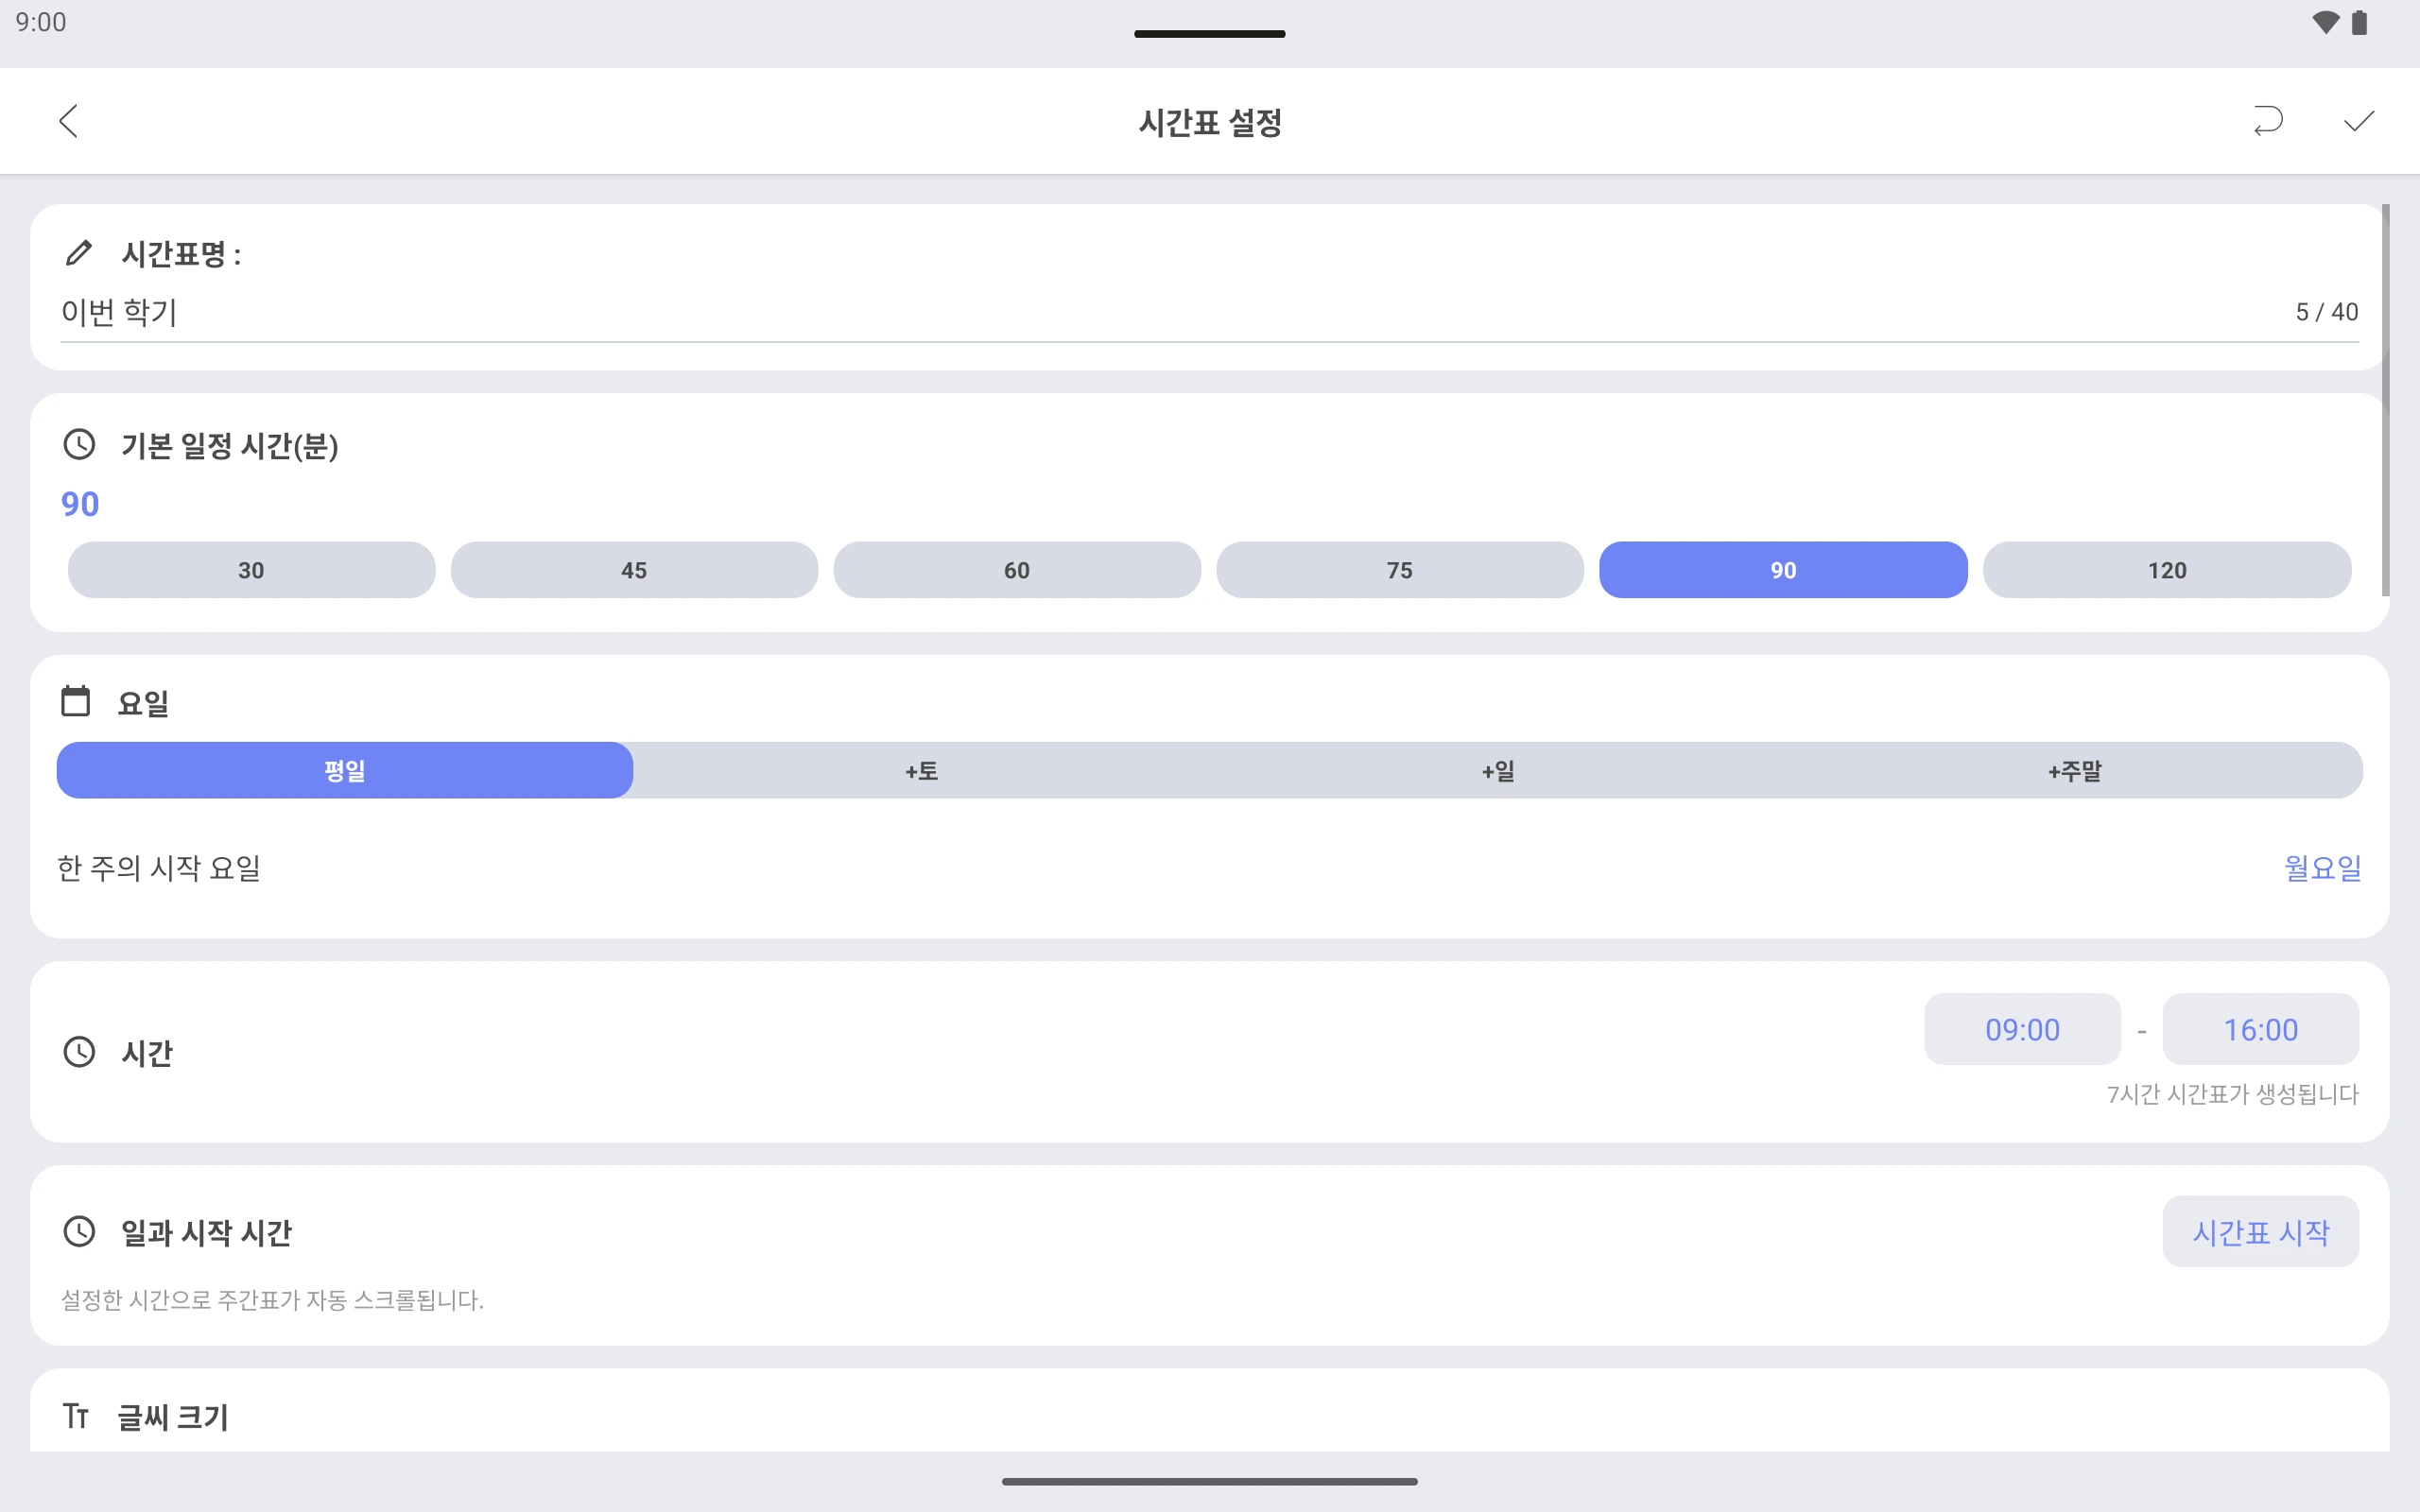 9:00
시간표 설정
시간표명 :
이번 학기
5 / 40
기본 일정 시간(분)
90
30 45 60 75 90 120
요일
평일 +토 +일 +주말
한 주의 시작 요일 월요일
시간
09:00 - 16:00
7시간 시간표가 생성됩니다
일과 시작 시간
시간표 시작
설정한 시간으로 주간표가 자동 스크롤됩니다.
글씨 크기